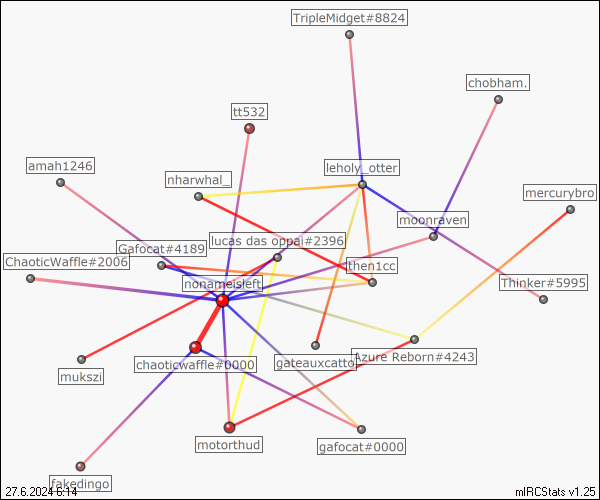 TripleMidget#8824
chobham.
tt532
amah1246
leholy_otter
nharwhal_
mercurybro
moonraven
lucas das oppai#2396
Gafocat#4189
ChaoticWaffle#2006
then1cc
nonameisleft
Thinker#5995
chaoticwaffle#0000
gateauxcatto
Azure Reborn#4243
mukszi
motorthud
gafocat#0000
fakedingo
27.6.2024 6:14
mIRCStats v1.25